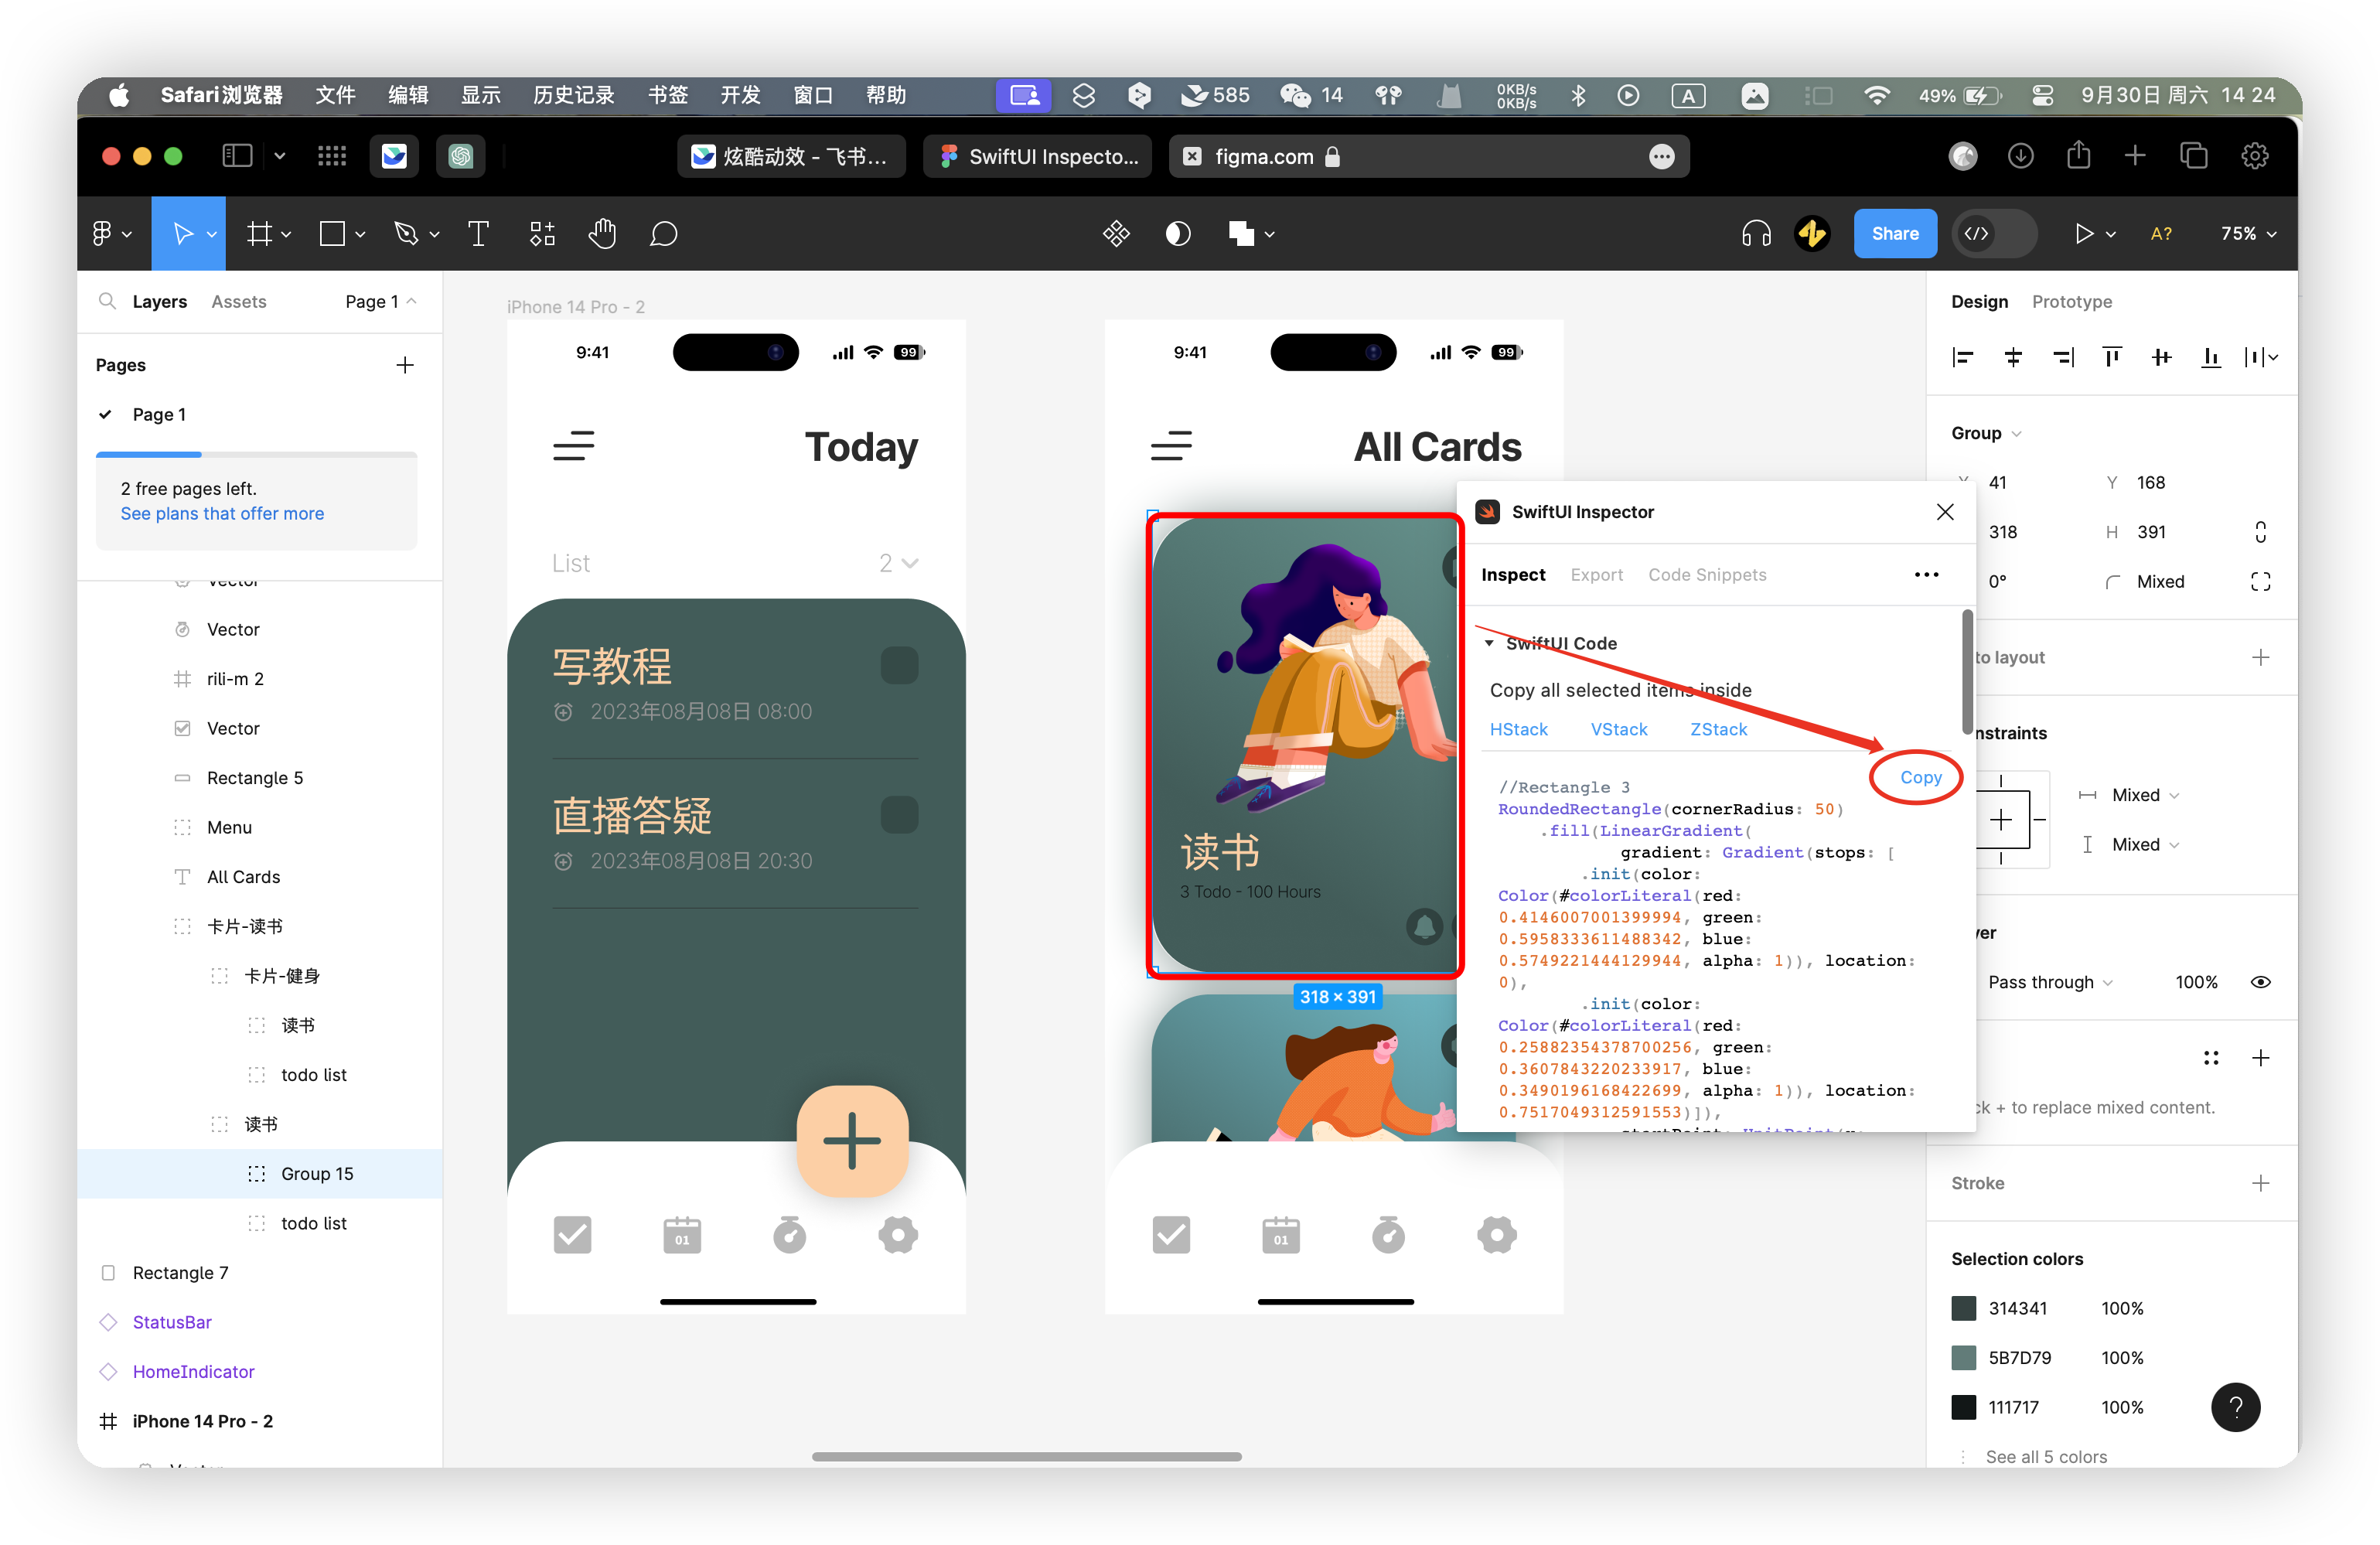 Safari浏览器 文件 编辑 显示 历史记录 书签 开发 窗口 帮助 585 14 0KB/s 0KB/s A 49% 9月30日 周六 14 24
炫酷动效 - 飞书... SwiftUI Inspecto... figma.com
Share A? 75%
Layers Assets Page 1
Pages
Page 1
2 free pages left.
See plans that offer more
Vector
Vector
rili-m 2
Vector
Rectangle 5
Menu
All Cards
卡片-读书
卡片-健身
读书
todo list
读书
Group 15
todo list
Rectangle 7
StatusBar
HomeIndicator
iPhone 14 Pro - 2
iPhone 14 Pro - 2
9:41 99
Today
List 2
写教程
2023年08月08日 08:00
直播答疑
2023年08月08日 20:30
01
9:41 99
All Cards
读书
3 Todo - 100 Hours
318 × 391
01
SwiftUI Inspector
Inspect Export Code Snippets
SwiftUI Code
Copy all selected items inside
HStack VStack ZStack
Copy
//Rectangle 3
RoundedRectangle(cornerRadius: 50)
.fill(LinearGradient(
gradient: Gradient(stops: [
.init(color:
Color(#colorLiteral(red:
0.4146007001399994, green:
0.5958333611488342, blue:
0.5749221444129944, alpha: 1)), location:
0),
.init(color:
Color(#colorLiteral(red:
0.25882354378700256, green:
0.3607843220233917, blue:
0.3490196168422699, alpha: 1)), location:
0.7517049312591553)]),
Design Prototype
Group
41 Y 168
318 H 391
0° Mixed
to layout
nstraints
Mixed
Mixed
yer
Pass through 100%
ck + to replace mixed content.
Stroke
Selection colors
314341 100%
5B7D79 100%
111717 100%
See all 5 colors
?